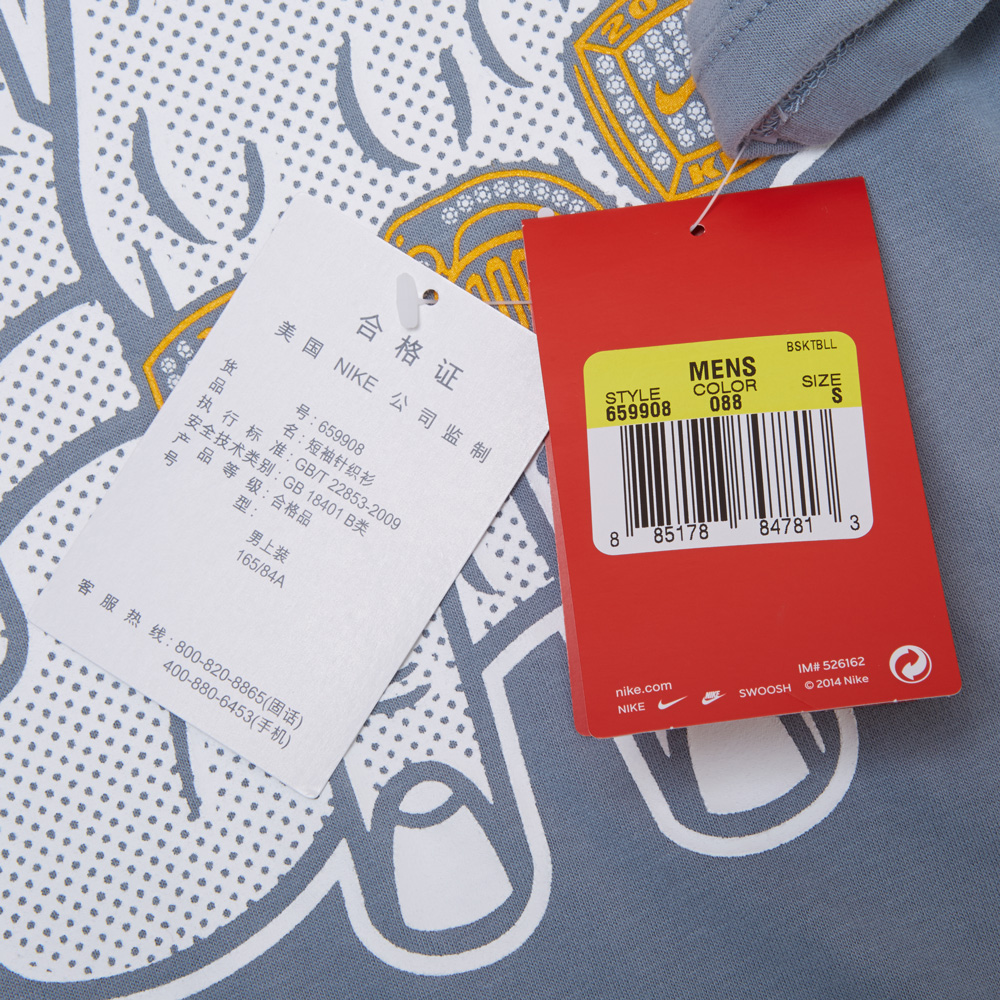 合格证
美国 NIKE 公司监制
货号：659908
品名：短袖针织衫
执行标准：GB/T 22853-2009
安全技术类别：GB 18401 B类
产品等级：合格品
号型：
男上装
165/84A
客服热线：800-820-8865(固话)
400-880-6453(手机)
BSKTBLL
MENS
STYLE COLOR SIZE
659908 088 S
8 85178 84781 3
IM# 526162
nike.com
NIKE NIKE SWOOSH © 2014 Nike
20